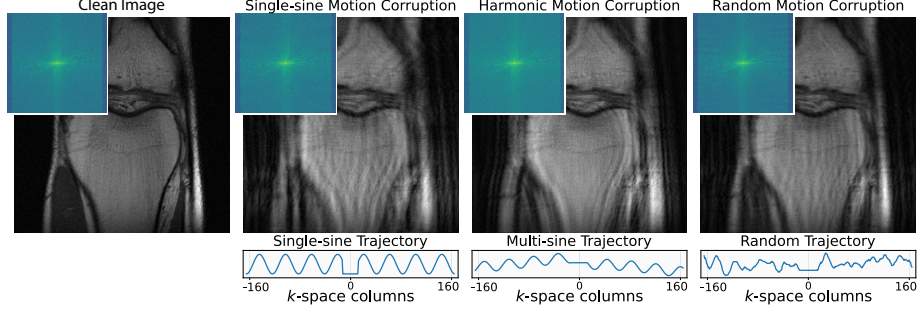 Clean Image
Single-sine Motion Corruption
Harmonic Motion Corruption
Random Motion Corruption
Single-sine Trajectory
Multi-sine Trajectory
Random Trajectory
-160 0 160
-160 0 160
-160 0 160
k-space columns
k-space columns
k-space columns